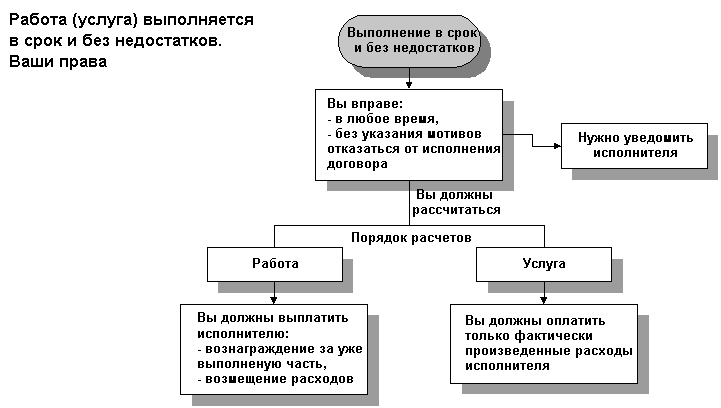 Работа (услуга) выполняется
в срок и без недостатков.
Ваши права
Выполнение в срок
и без недостатков
Вы вправе:
- в любое время,
- без указания мотивов
отказаться от исполнения
договора
Нужно уведомить
исполнителя
Вы должны
рассчитаться
Порядок расчетов
Работа
Услуга
Вы должны выплатить
исполнителю:
- вознаграждение за уже
выполненую часть,
- возмещение расходов
Вы должны оплатить
только фактически
произведенные расходы
исполнителя